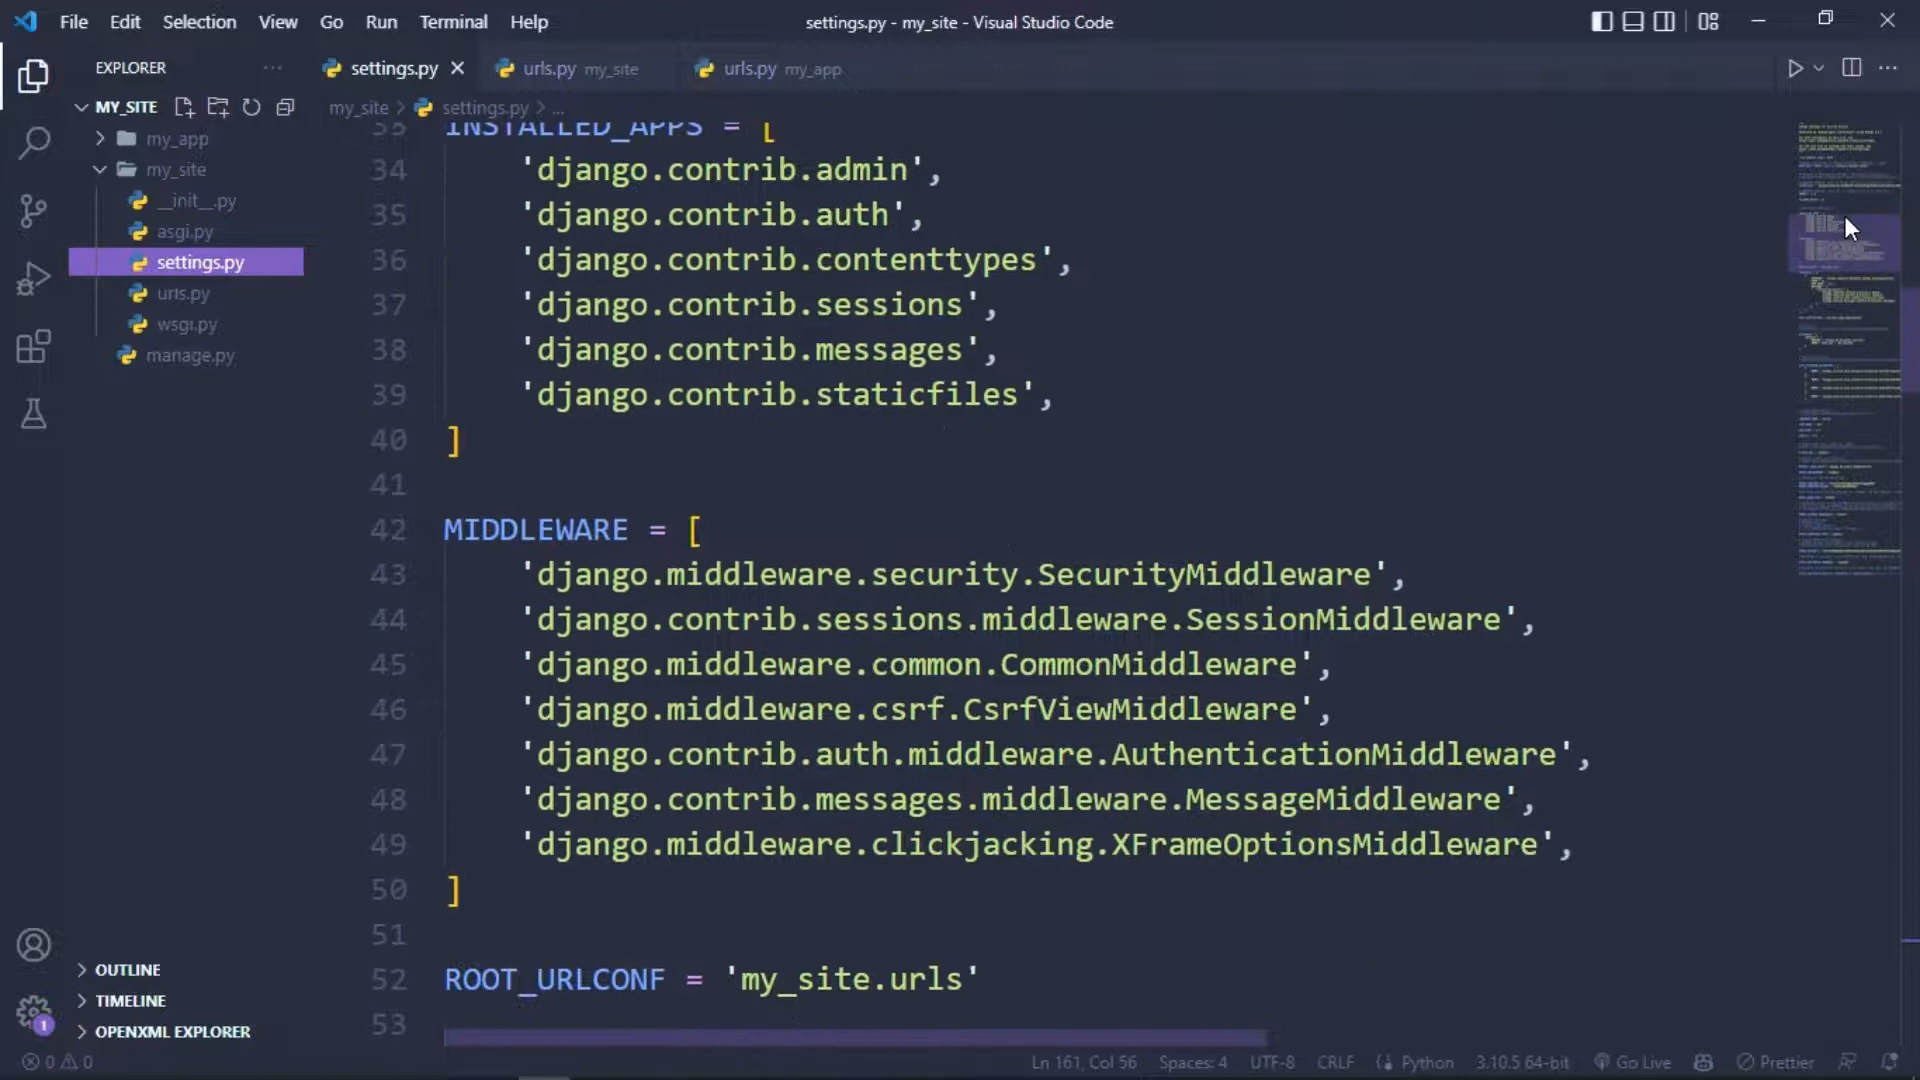 File Edit Selection View Go Run Terminal Help
settings.py - my_site - Visual Studio Code
EXPLORER
settings.py
urls.py my_site
urls.py my_app
MY_SITE
my_site > settings.py > ...
my_app
my_site
__init__.py
asgi.py
settings.py
urls.py
wsgi.py
manage.py
33 INSTALLED_APPS = [
34 'django.contrib.admin',
35 'django.contrib.auth',
36 'django.contrib.contenttypes',
37 'django.contrib.sessions',
38 'django.contrib.messages',
39 'django.contrib.staticfiles',
40 ]
41
42 MIDDLEWARE = [
43 'django.middleware.security.SecurityMiddleware',
44 'django.contrib.sessions.middleware.SessionMiddleware',
45 'django.middleware.common.CommonMiddleware',
46 'django.middleware.csrf.CsrfViewMiddleware',
47 'django.contrib.auth.middleware.AuthenticationMiddleware',
48 'django.contrib.messages.middleware.MessageMiddleware',
49 'django.middleware.clickjacking.XFrameOptionsMiddleware',
50 ]
51
52 ROOT_URLCONF = 'my_site.urls'
53
OUTLINE
TIMELINE
OPENXML EXPLORER
1
0 0
Ln 161, Col 56 Spaces: 4 UTF-8 CRLF Python 3.10.5 64-bit Go Live Prettier